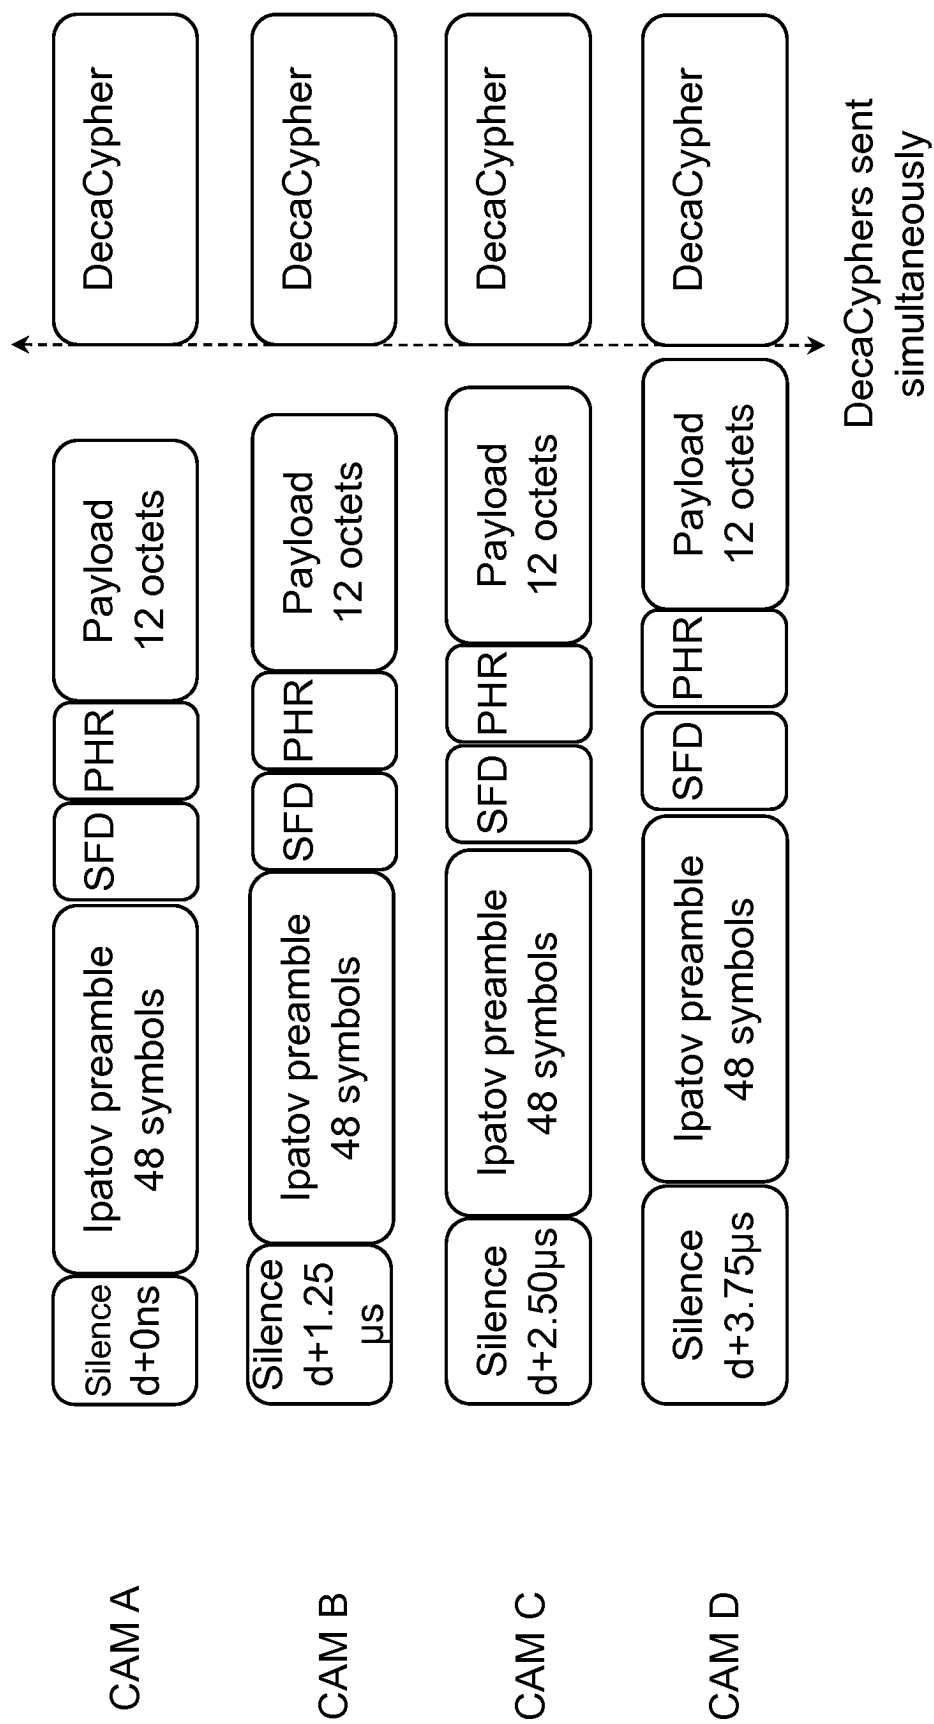 CAM A
Silence
d+0ns
Ipatov preamble
48 symbols
SFD
PHR
Payload
12 octets
DecaCypher
CAM B
Silence
d+1.25
µs
Ipatov preamble
48 symbols
SFD
PHR
Payload
12 octets
DecaCypher
CAM C
Silence
d+2.50µs
Ipatov preamble
48 symbols
SFD
PHR
Payload
12 octets
DecaCypher
CAM D
Silence
d+3.75µs
Ipatov preamble
48 symbols
SFD
PHR
Payload
12 octets
DecaCypher
DecaCyphers sent
simultaneously